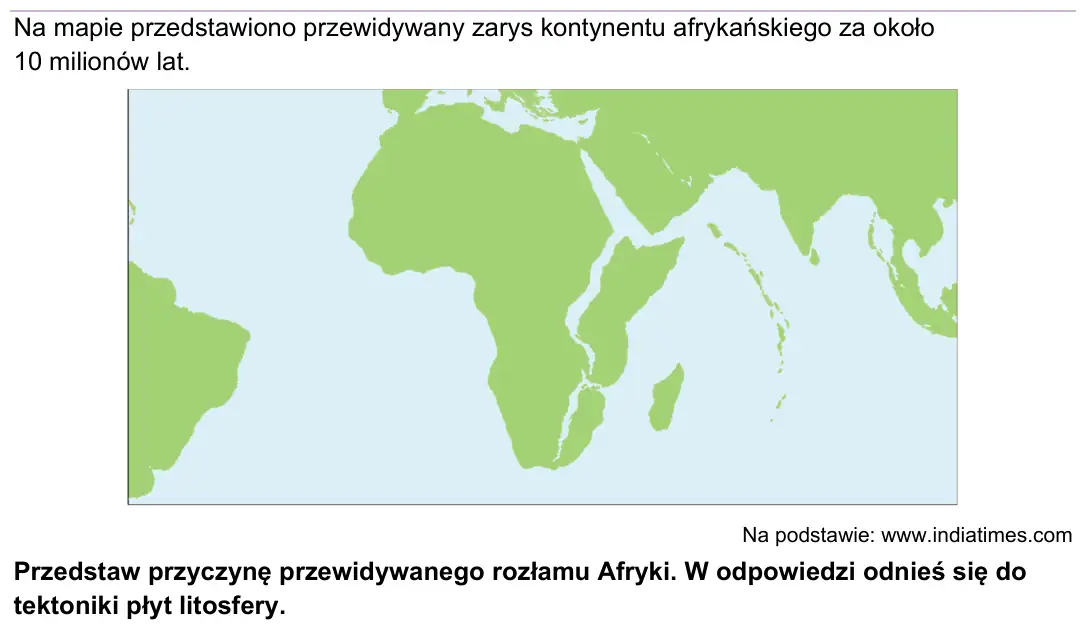 Na mapie przedstawiono przewidywany zarys kontynentu afrykańskiego za około
10 milionów lat.
Na podstawie: www.indiatimes.com
Przedstaw przyczynę przewidywanego rozłamu Afryki. W odpowiedzi odnieś się do
tektoniki płyt litosfery.